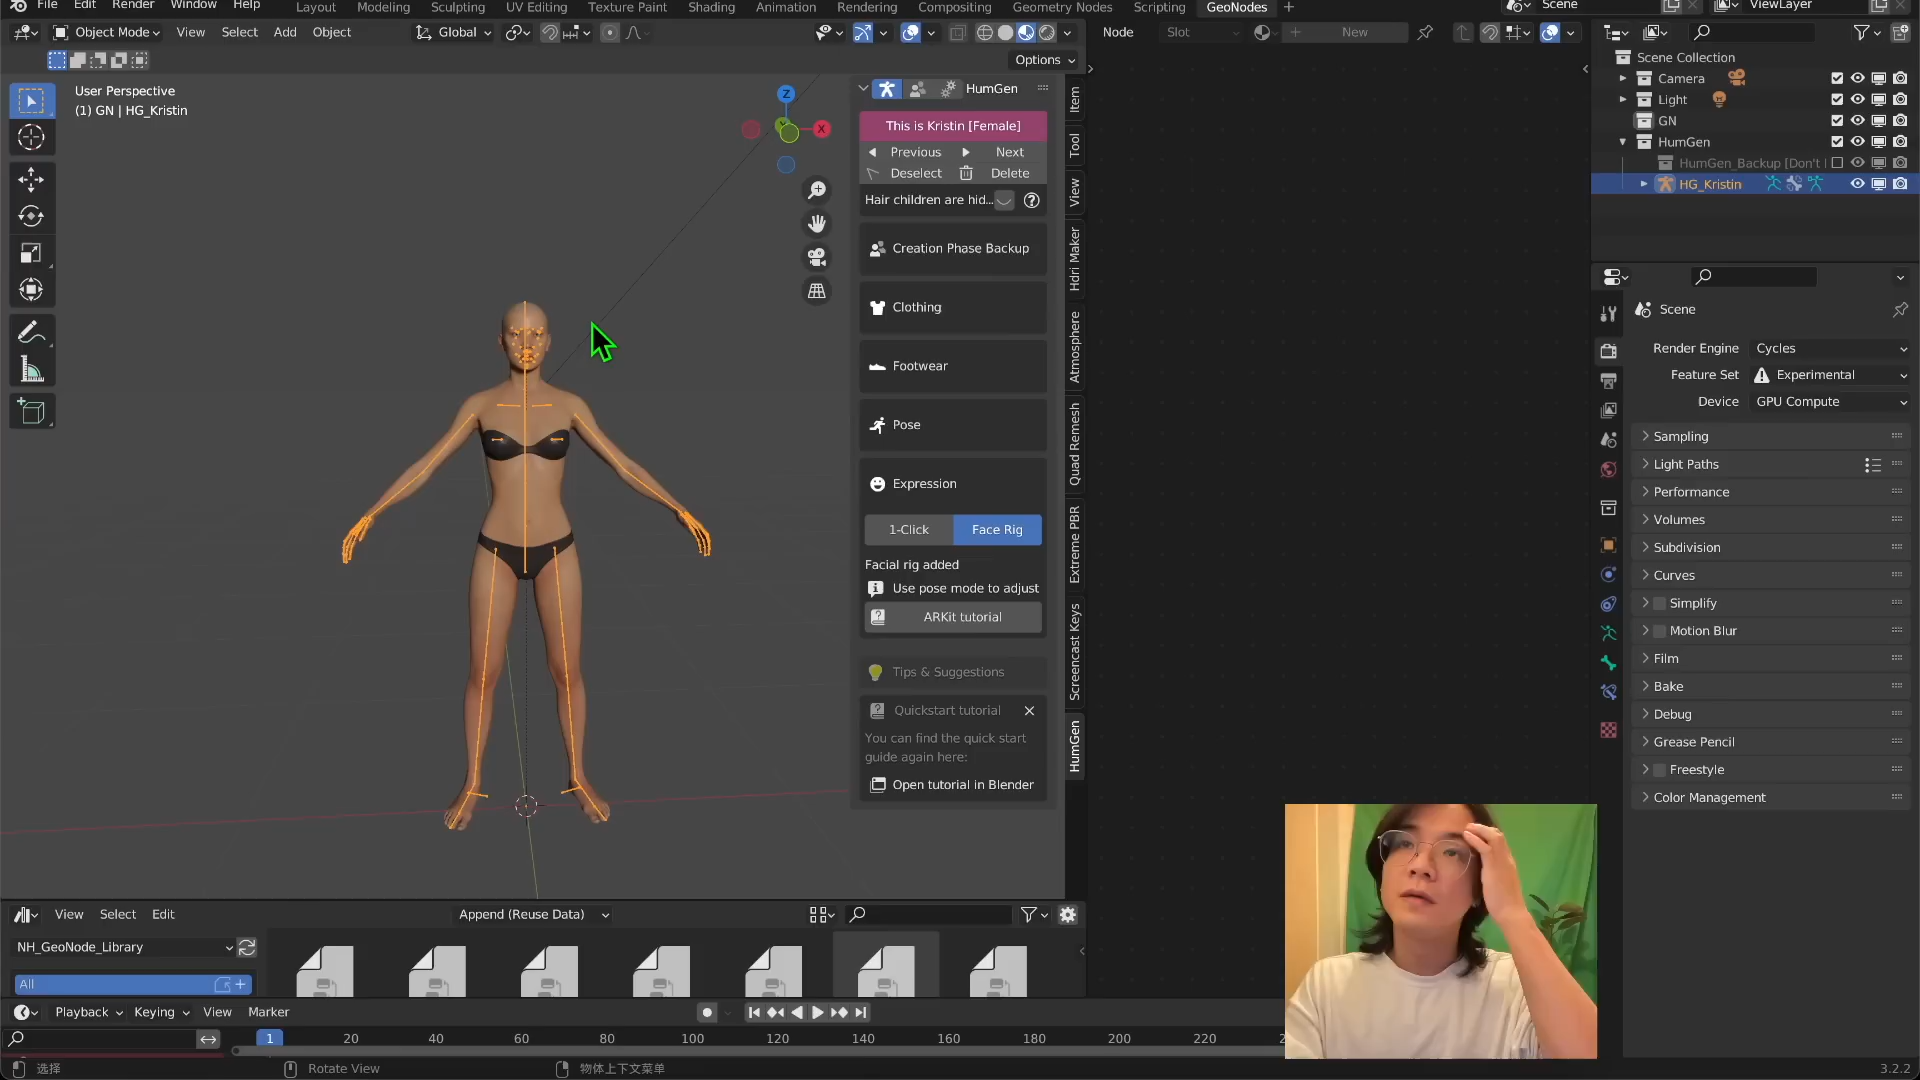 File Edit Render Window Help Layout Modeling Sculpting UV Editing Texture Paint Shading Animation Rendering Compositing Geometry Nodes Scripting GeoNodes Scene ViewLayer
Object Mode View Select Add Object Global Node Slot New
Options
User Perspective
(1) GN | HG_Kristin
Z
X
HumGen
This is Kristin [Female]
Previous Next
Deselect Delete
Hair children are hid...
Creation Phase Backup
Clothing
Footwear
Pose
Expression
1-Click Face Rig
Facial rig added
Use pose mode to adjust
ARKit tutorial
Tips & Suggestions
Quickstart tutorial
You can find the quick start
guide again here:
Open tutorial in Blender
Item
Tool
View
Hdri Maker
Atmosphere
Quad Remesh
Extreme PBR
Screencast Keys
HumGen
Scene Collection
Camera
Light
GN
HumGen
HumGen_Backup [Don't
HG_Kristin
Scene
Render Engine Cycles
Feature Set Experimental
Device GPU Compute
Sampling
Light Paths
Performance
Volumes
Subdivision
Curves
Simplify
Motion Blur
Film
Bake
Debug
Grease Pencil
Freestyle
Color Management
View Select Edit Append (Reuse Data)
NH_GeoNode_Library
All
Playback Keying View Marker
1 20 40 60 80 100 120 140 160 180 200 220
选择 Rotate View 物体上下文菜单 3.2.2